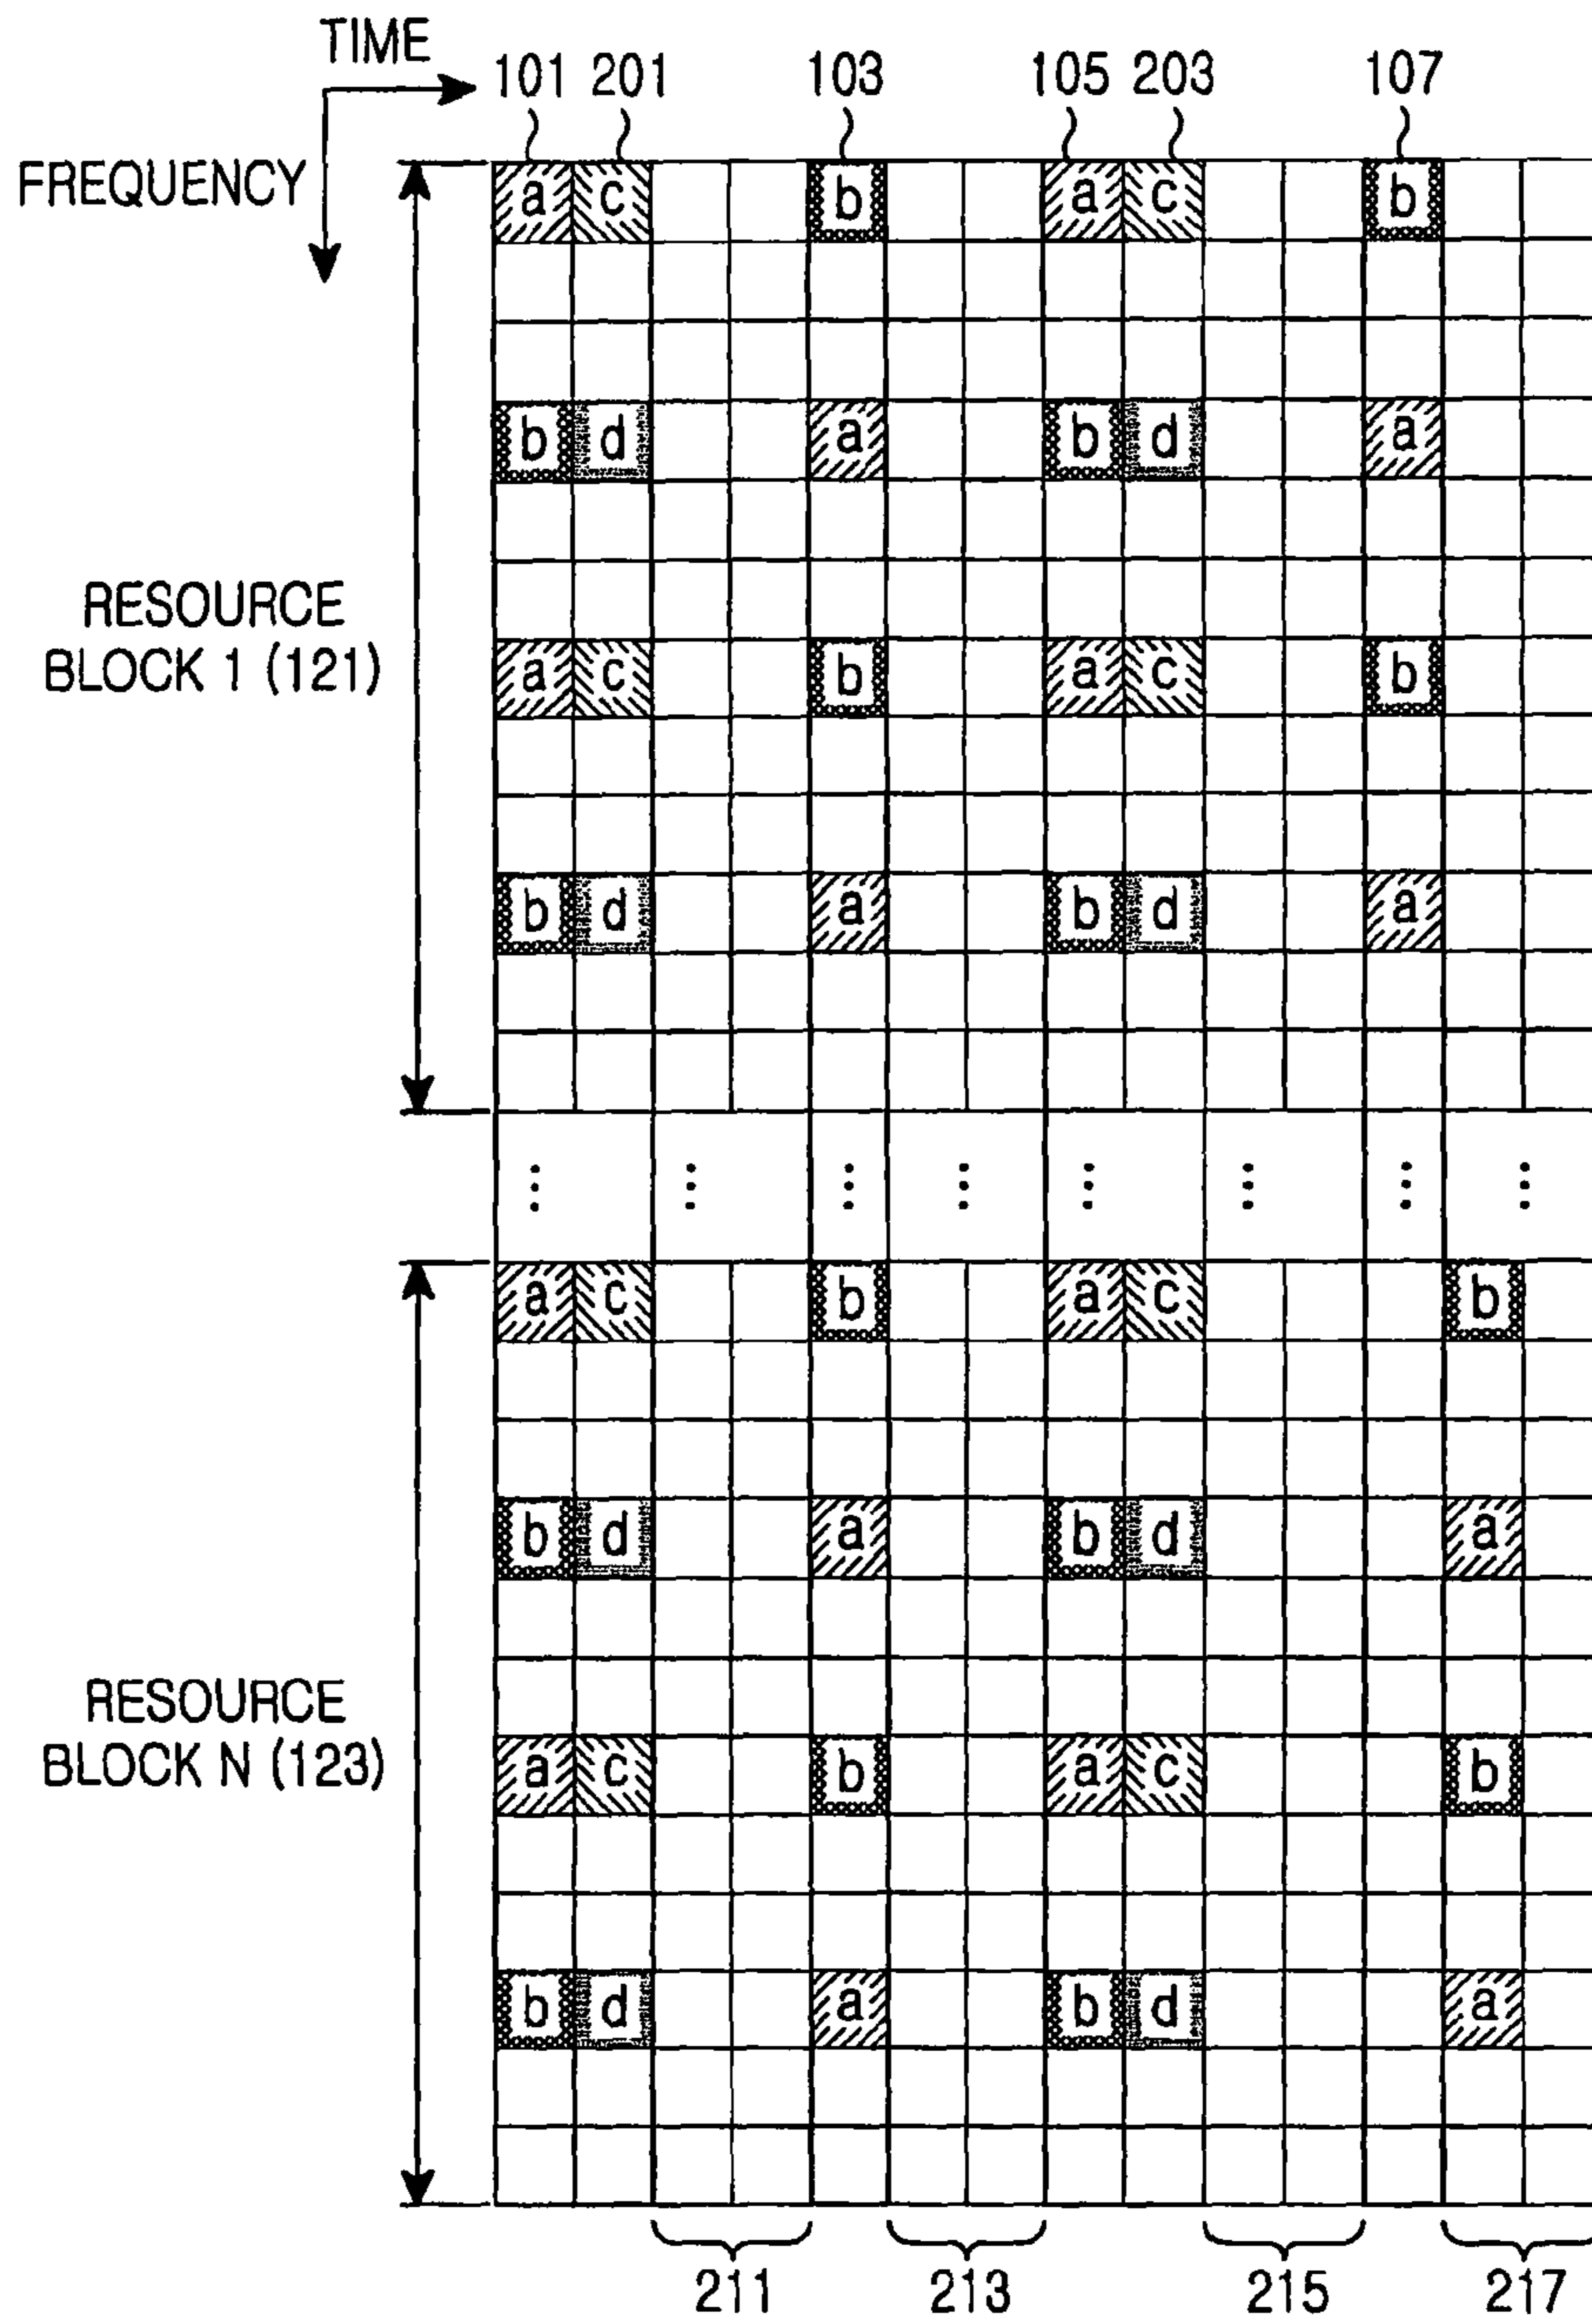 TIME
101 201 103 105 203 107
FREQUENCY
a c b a c b
b d a b d a
RESOURCE
BLOCK 1 (121)
a c b a c b
b d a b d a
a c b a c b
b d a b d a
RESOURCE
BLOCK N (123)
a c b a c b
b d a b d a
211 213 215 217